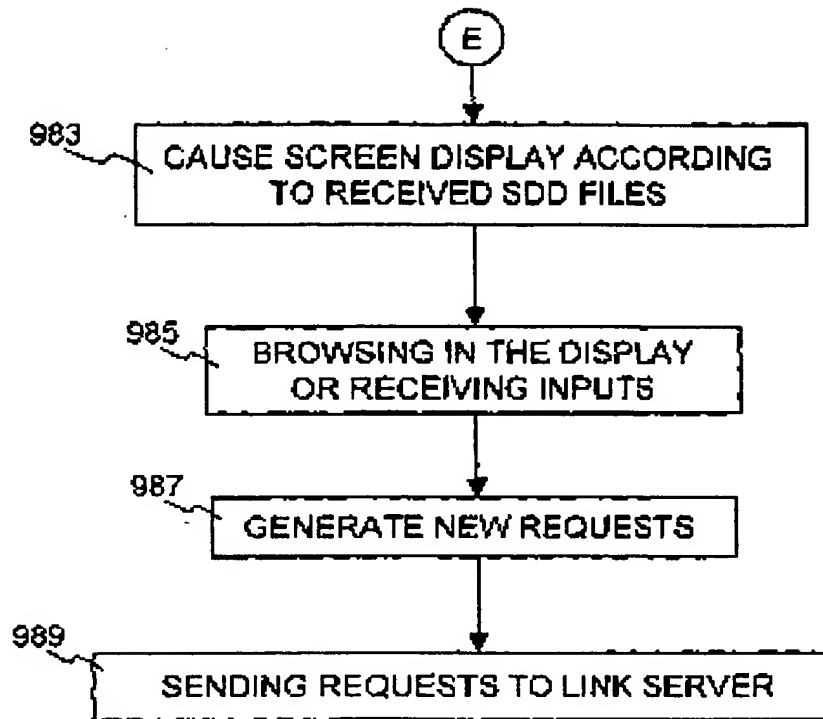 E
983
CAUSE SCREEN DISPLAY ACCORDING
TO RECEIVED SDD FILES
985
BROWSING IN THE DISPLAY
OR RECEIVING INPUTS
987
GENERATE NEW REQUESTS
989
SENDING REQUESTS TO LINK SERVER